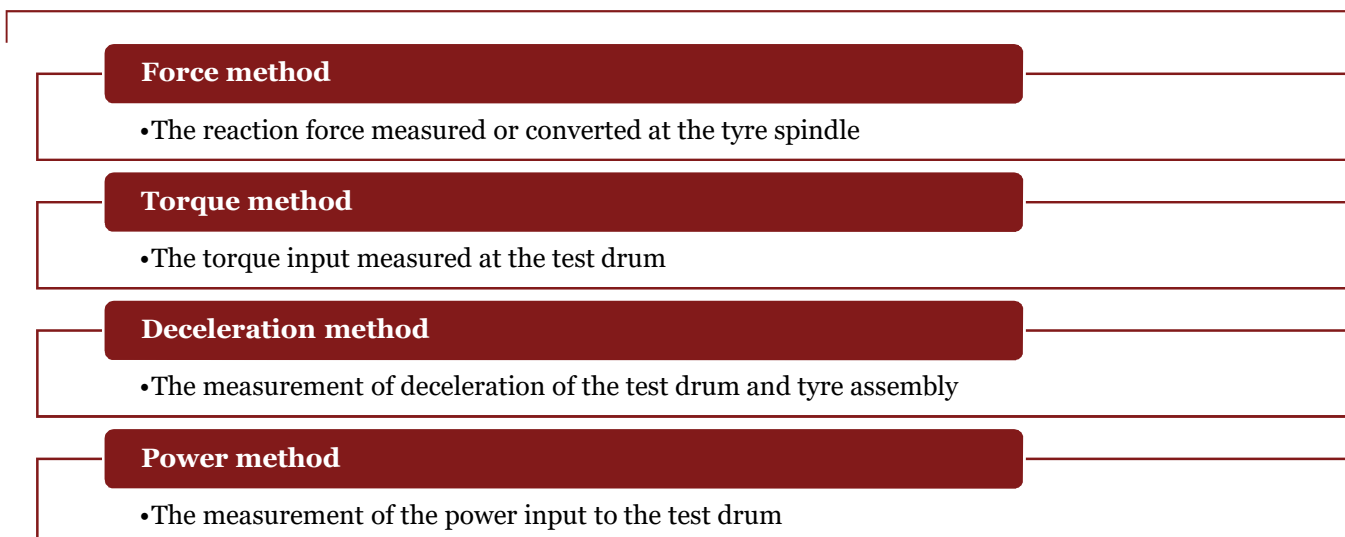 Force method
•The reaction force measured or converted at the tyre spindle
Torque method
•The torque input measured at the test drum
Deceleration method
•The measurement of deceleration of the test drum and tyre assembly
Power method
•The measurement of the power input to the test drum